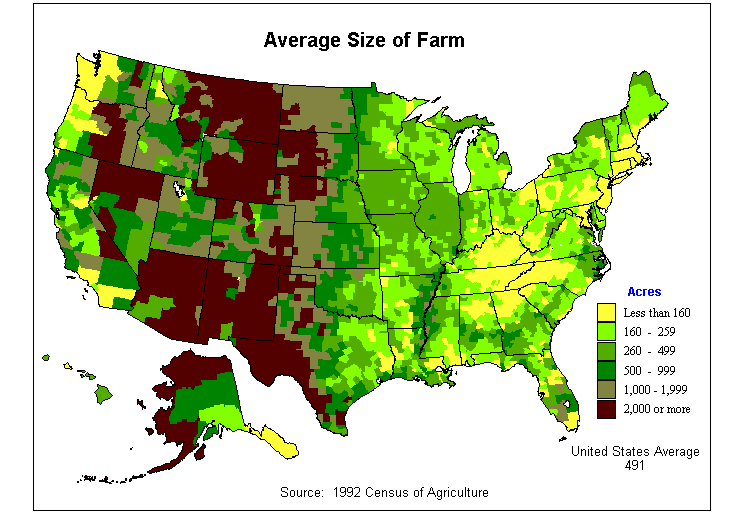 Average Size of Farm
Acres
Less than 160
160 - 259
260 - 499
500 - 999
1,000 - 1,999
2,000 or more
United States Average
491
Source: 1992 Census of Agriculture